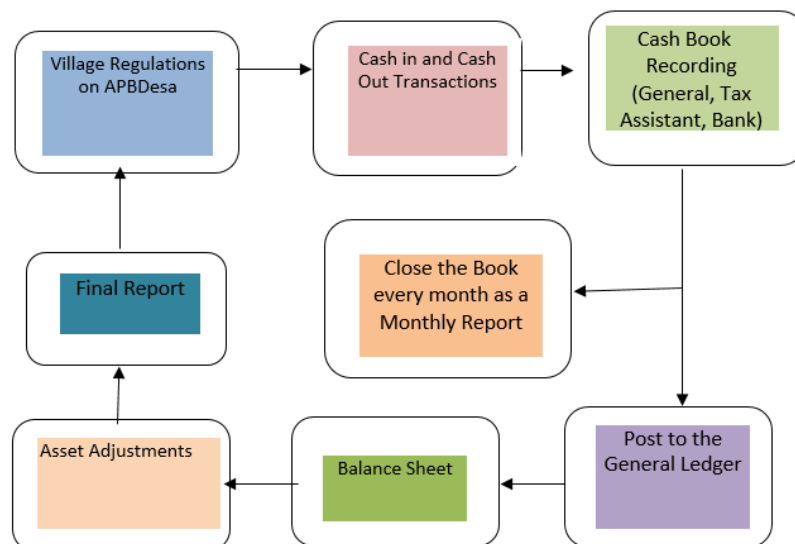 Village Regulations
on APBDesa
Cash in and Cash
Out Transactions
Cash Book
Recording
(General, Tax
Assistant, Bank)
Final Report
Close the Book
every month as a
Monthly Report
Asset Adjustments
Balance Sheet
Post to the
General Ledger